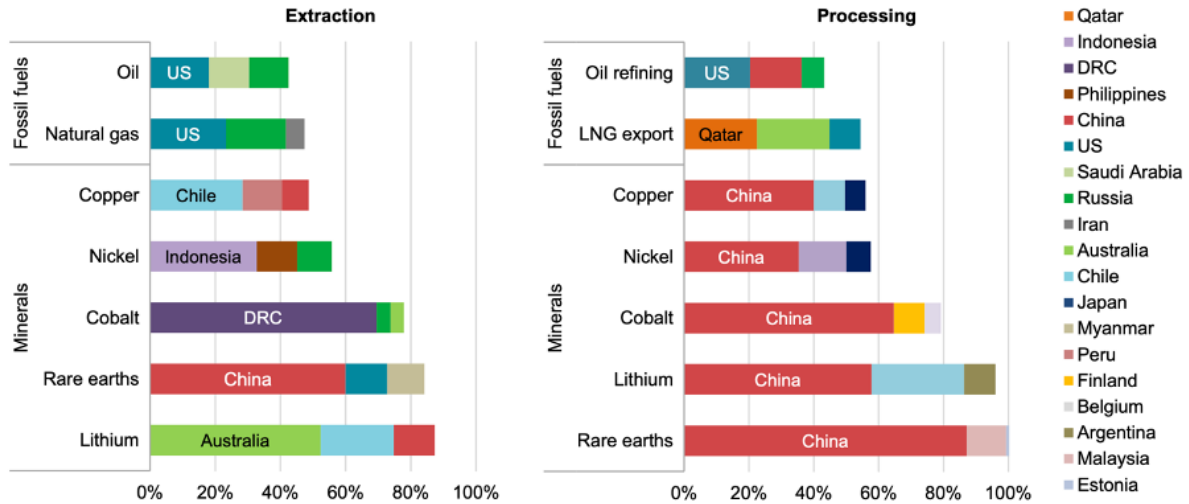 Extraction
Fossil fuels
Oil
US
Natural gas
US
Minerals
Copper
Chile
Nickel
Indonesia
Cobalt
DRC
Rare earths
China
Lithium
Australia
0% 20% 40% 60% 80% 100%
Processing
Fossil fuels
Oil refining
US
LNG export
Qatar
Minerals
Copper
China
Nickel
China
Cobalt
China
Lithium
China
Rare earths
China
0% 20% 40% 60% 80% 100%
Qatar
Indonesia
DRC
Philippines
China
US
Saudi Arabia
Russia
Iran
Australia
Chile
Japan
Myanmar
Peru
Finland
Belgium
Argentina
Malaysia
Estonia